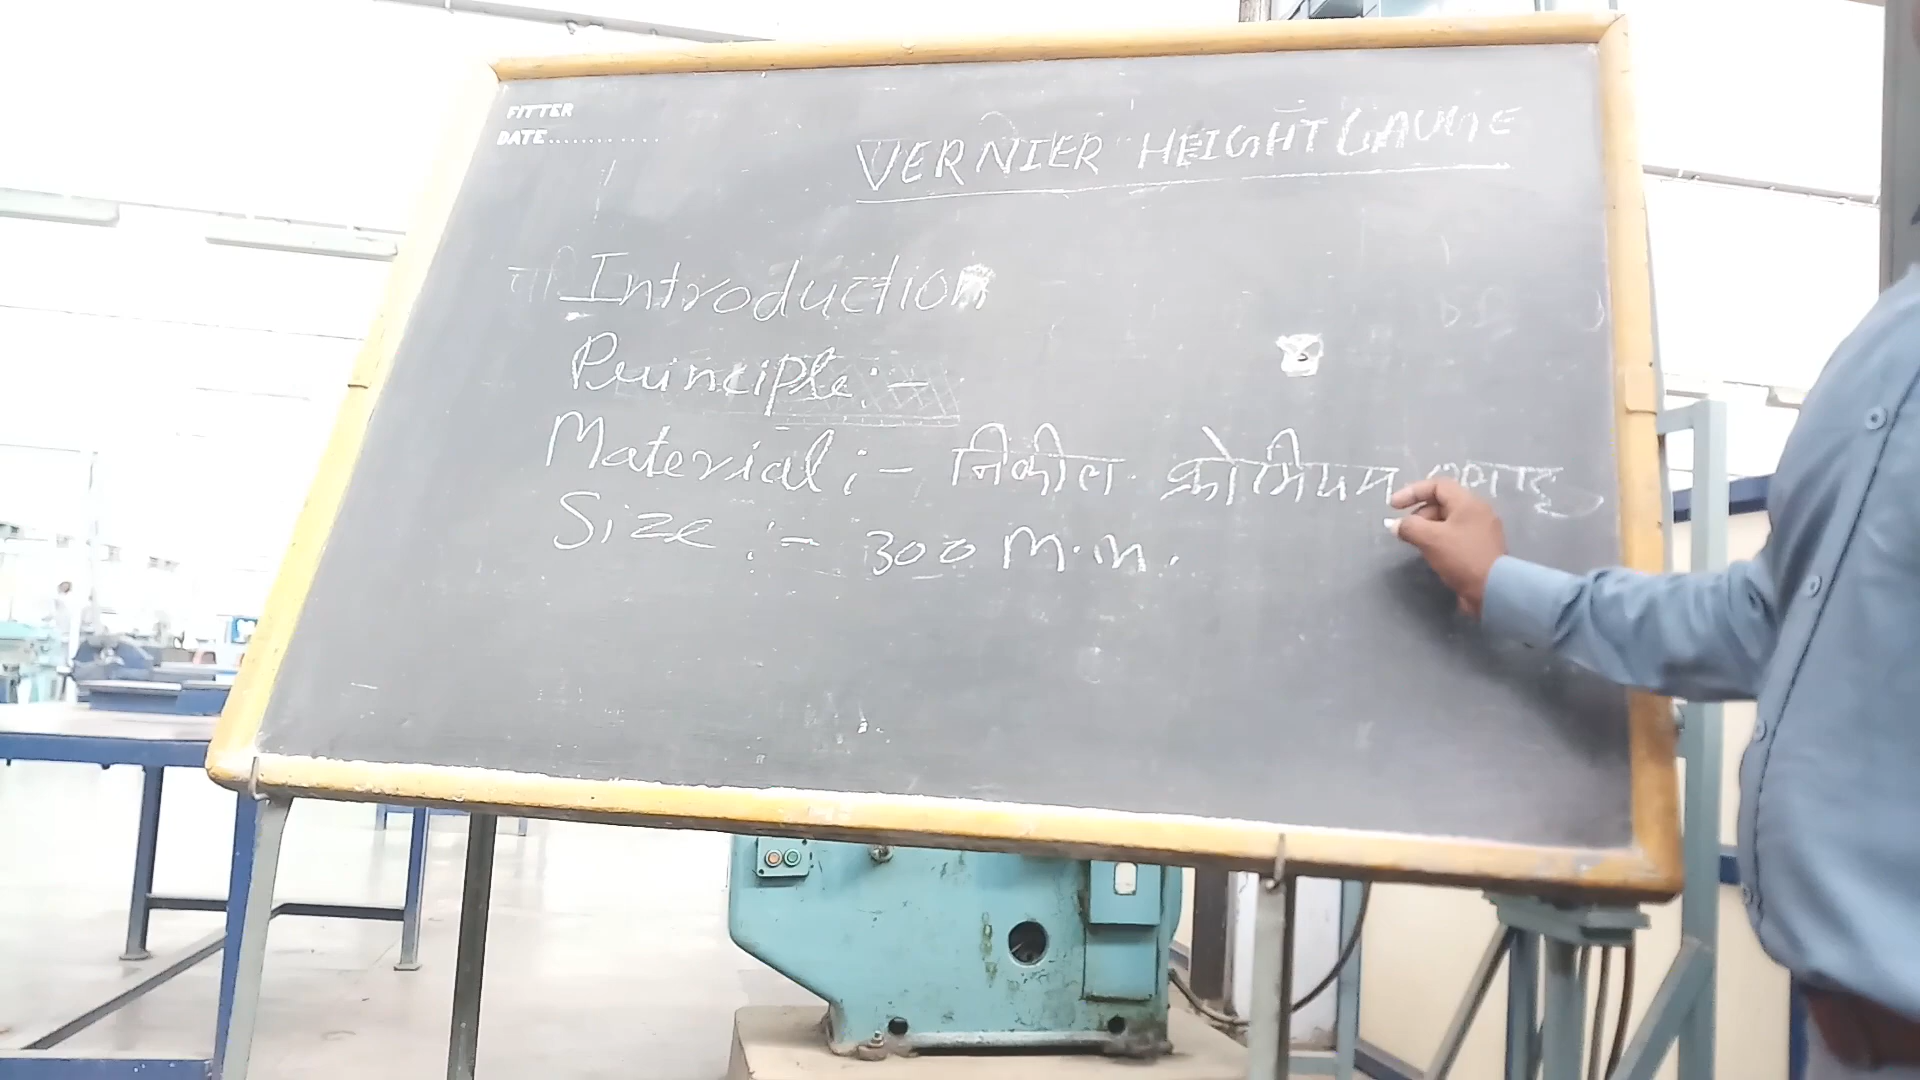 FITTER
DATE............
VERNIER HEIGHT GAUGE
Introduction
Principle :-
Material :- निकील क्रोमीयम
Size :- 300 M.m.